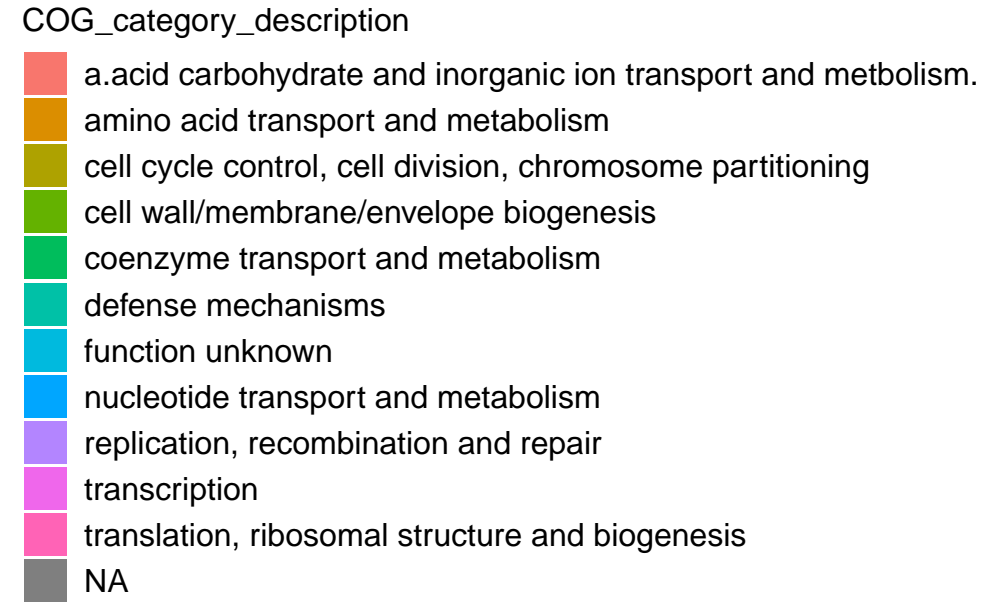 COG_category_description
a.acid carbohydrate and inorganic ion transport and metbolism.
amino acid transport and metabolism
cell cycle control, cell division, chromosome partitioning
cell wall/membrane/envelope biogenesis
coenzyme transport and metabolism
defense mechanisms
function unknown
nucleotide transport and metabolism
replication, recombination and repair
transcription
translation, ribosomal structure and biogenesis
NA